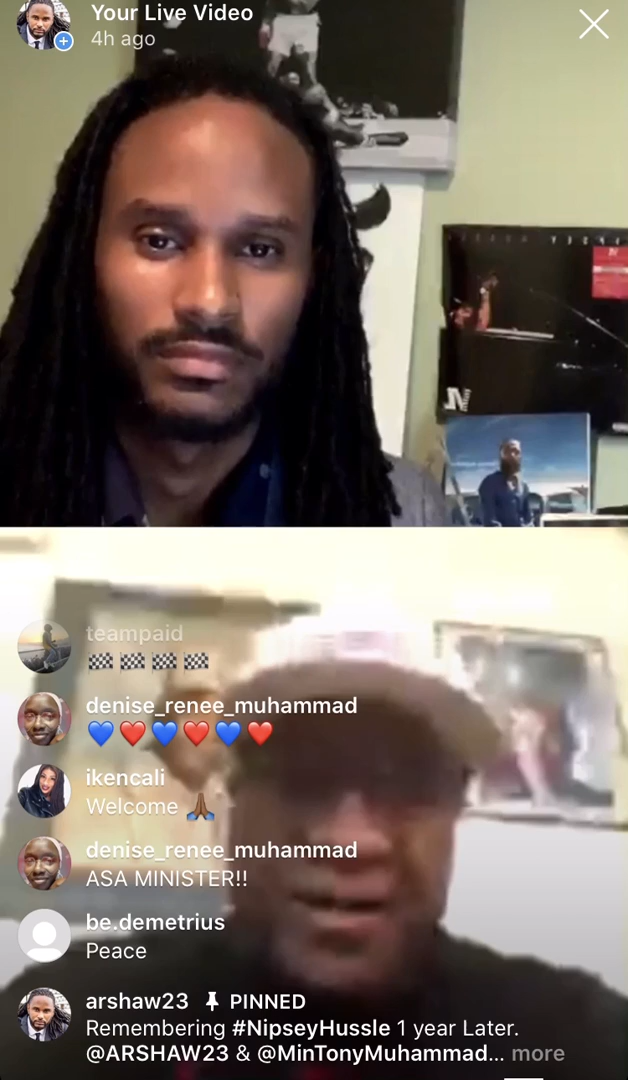 Your Live Video
4h ago
teampaid
🏁 🏁 🏁 🏁
denise_renee_muhammad
💙❤️💙❤️💙❤️
ikencali
Welcome 🙏🏾
denise_renee_muhammad
ASA MINISTER!!
be.demetrius
Peace
arshaw23 📌 PINNED
Remembering #NipseyHussle 1 year Later.
@ARSHAW23 & @MinTonyMuhammad... more